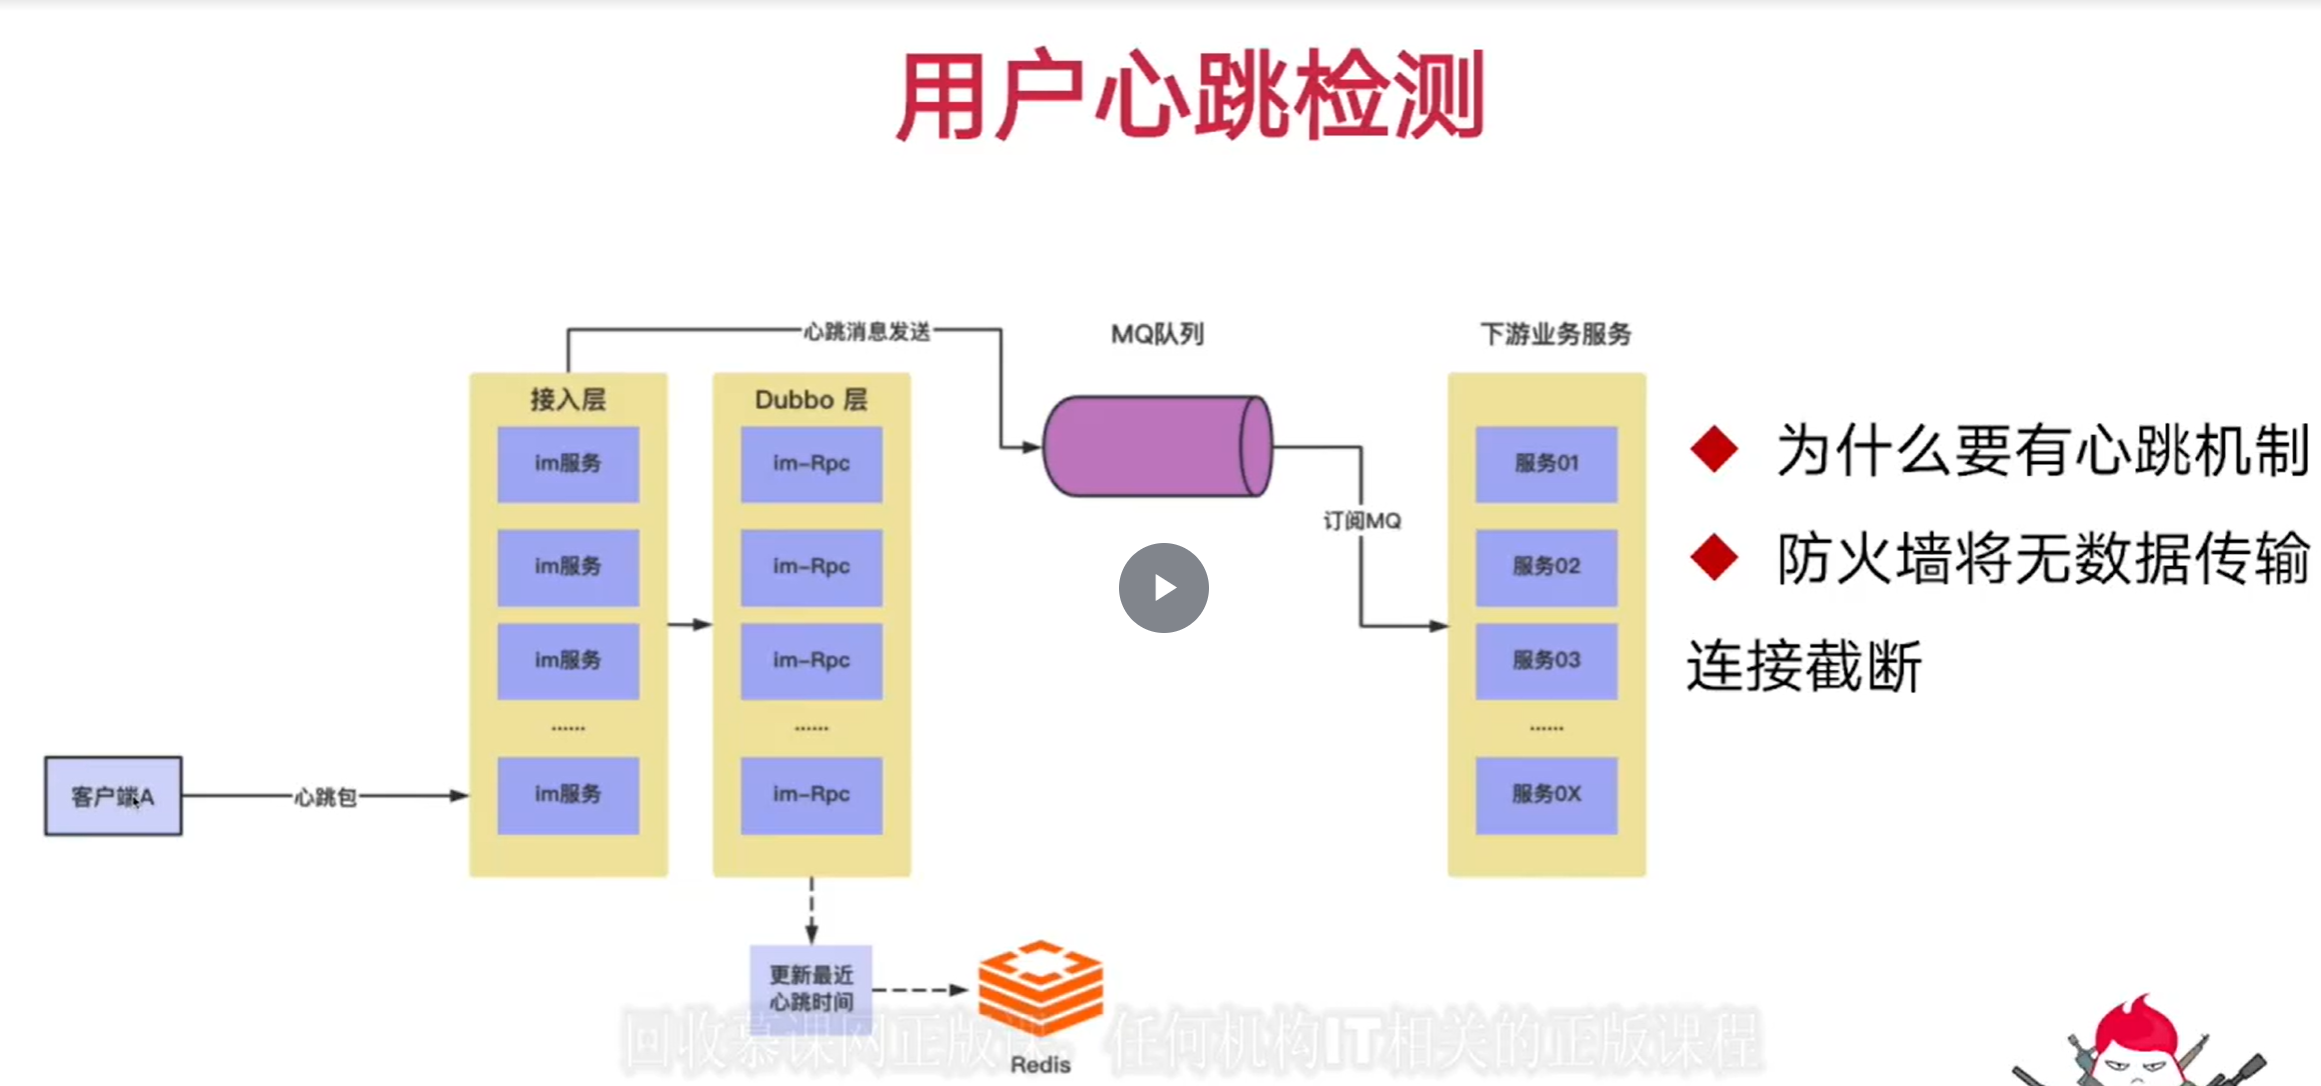 用户心跳检测
心跳消息发送
MQ队列
下游业务服务
接入层
im服务
im服务
im服务
......
im服务
Dubbo 层
im-Rpc
im-Rpc
im-Rpc
......
im-Rpc
订阅MQ
服务01
服务02
服务03
......
服务0X
为什么要有心跳机制
防火墙将无数据传输
连接截断
客户端A
心跳包
更新最近
心跳时间
Redis
回收慕课网正版课，任何机构IT相关的正版课程